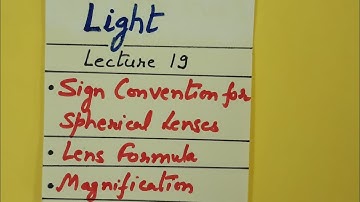 Light
Lecture 19
• Sign Convention for
Spherical Lenses
• Lens Formula
• Magnification